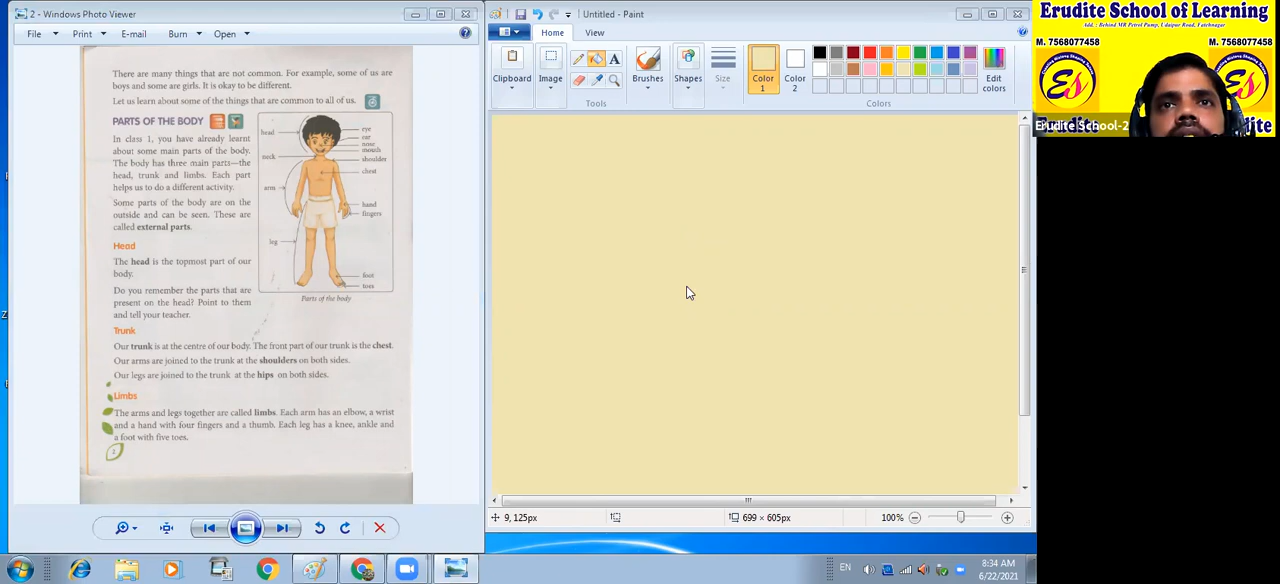 2 - Windows Photo Viewer
File
Print
E-mail
Burn
Open
There are many things that are not common. For example, some of us are
boys and some are girls. It is okay to be different.
Let us learn about some of the things that are common to all of us.
PARTS OF THE BODY
In class 1, you have already learnt
about some main parts of the body.
The body has three main parts—the
head, trunk and limbs. Each part
helps us to do a different activity.
Some parts of the body are on the
outside and can be seen. These are
called external parts.
head
neck
arm
leg
eye
ear
nose
mouth
shoulder
chest
hand
fingers
foot
toes
Parts of the body
Head
The head is the topmost part of our
body.
Do you remember the parts that are
present on the head? Point to them
and tell your teacher.
Trunk
Our trunk is at the centre of our body. The front part of our trunk is the chest.
Our arms are joined to the trunk at the shoulders on both sides.
Our legs are joined to the trunk at the hips on both sides.
Limbs
The arms and legs together are called limbs. Each arm has an elbow, a wrist
and a hand with four fingers and a thumb. Each leg has a knee, ankle and
a foot with five toes.
2
Untitled - Paint
Home
View
Clipboard
Image
Tools
Brushes
Shapes
Size
Color
1
Color
2
Edit
colors
Colors
9, 125px
699 × 605px
100%
EN
8:34 AM
6/22/2021
Erudite School of Learning
Add. : Behind MR Petrol Pump, Udaipur Road, Fatehnagar
M. 7568077458
M. 7568077458
Erudite School-2
Erudite